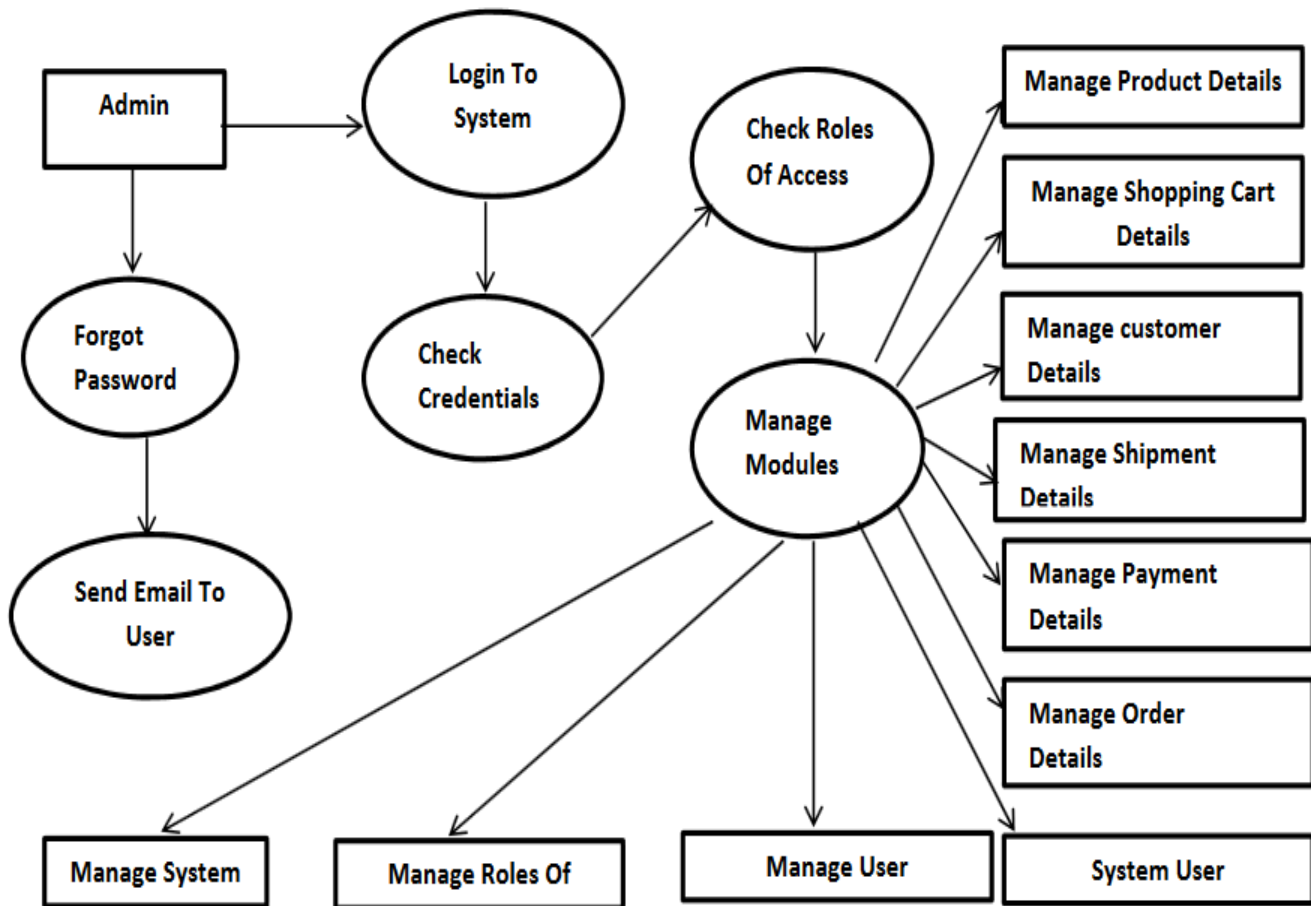 Admin
Login To
System
Check Roles
Of Access
Manage Product Details
Manage Shopping Cart
Details
Manage customer
Details
Forgot
Password
Check
Credentials
Manage
Modules
Manage Shipment
Details
Manage Payment
Details
Send Email To
User
Manage Order
Details
Manage System
Manage Roles Of
Manage User
System User